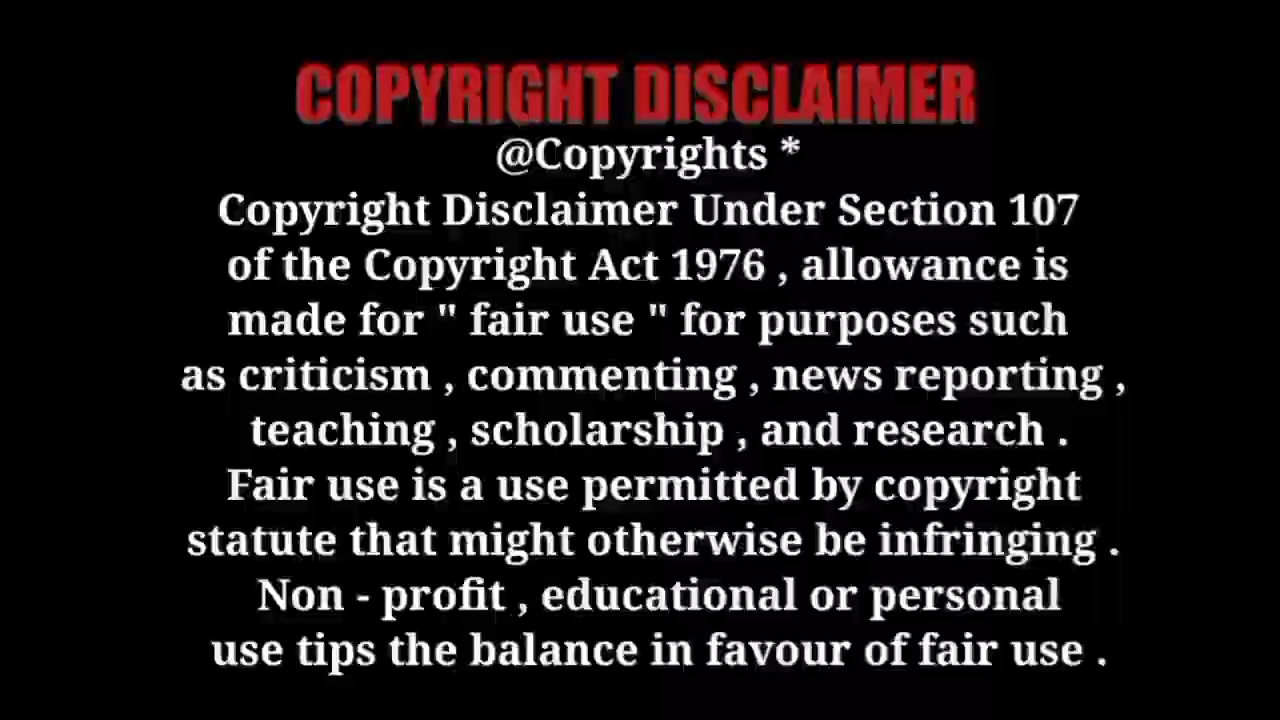 COPYRIGHT DISCLAIMER
@Copyrights *
Copyright Disclaimer Under Section 107
of the Copyright Act 1976 , allowance is
made for " fair use " for purposes such
as criticism , commenting , news reporting ,
teaching , scholarship , and research .
Fair use is a use permitted by copyright
statute that might otherwise be infringing .
Non - profit , educational or personal
use tips the balance in favour of fair use .